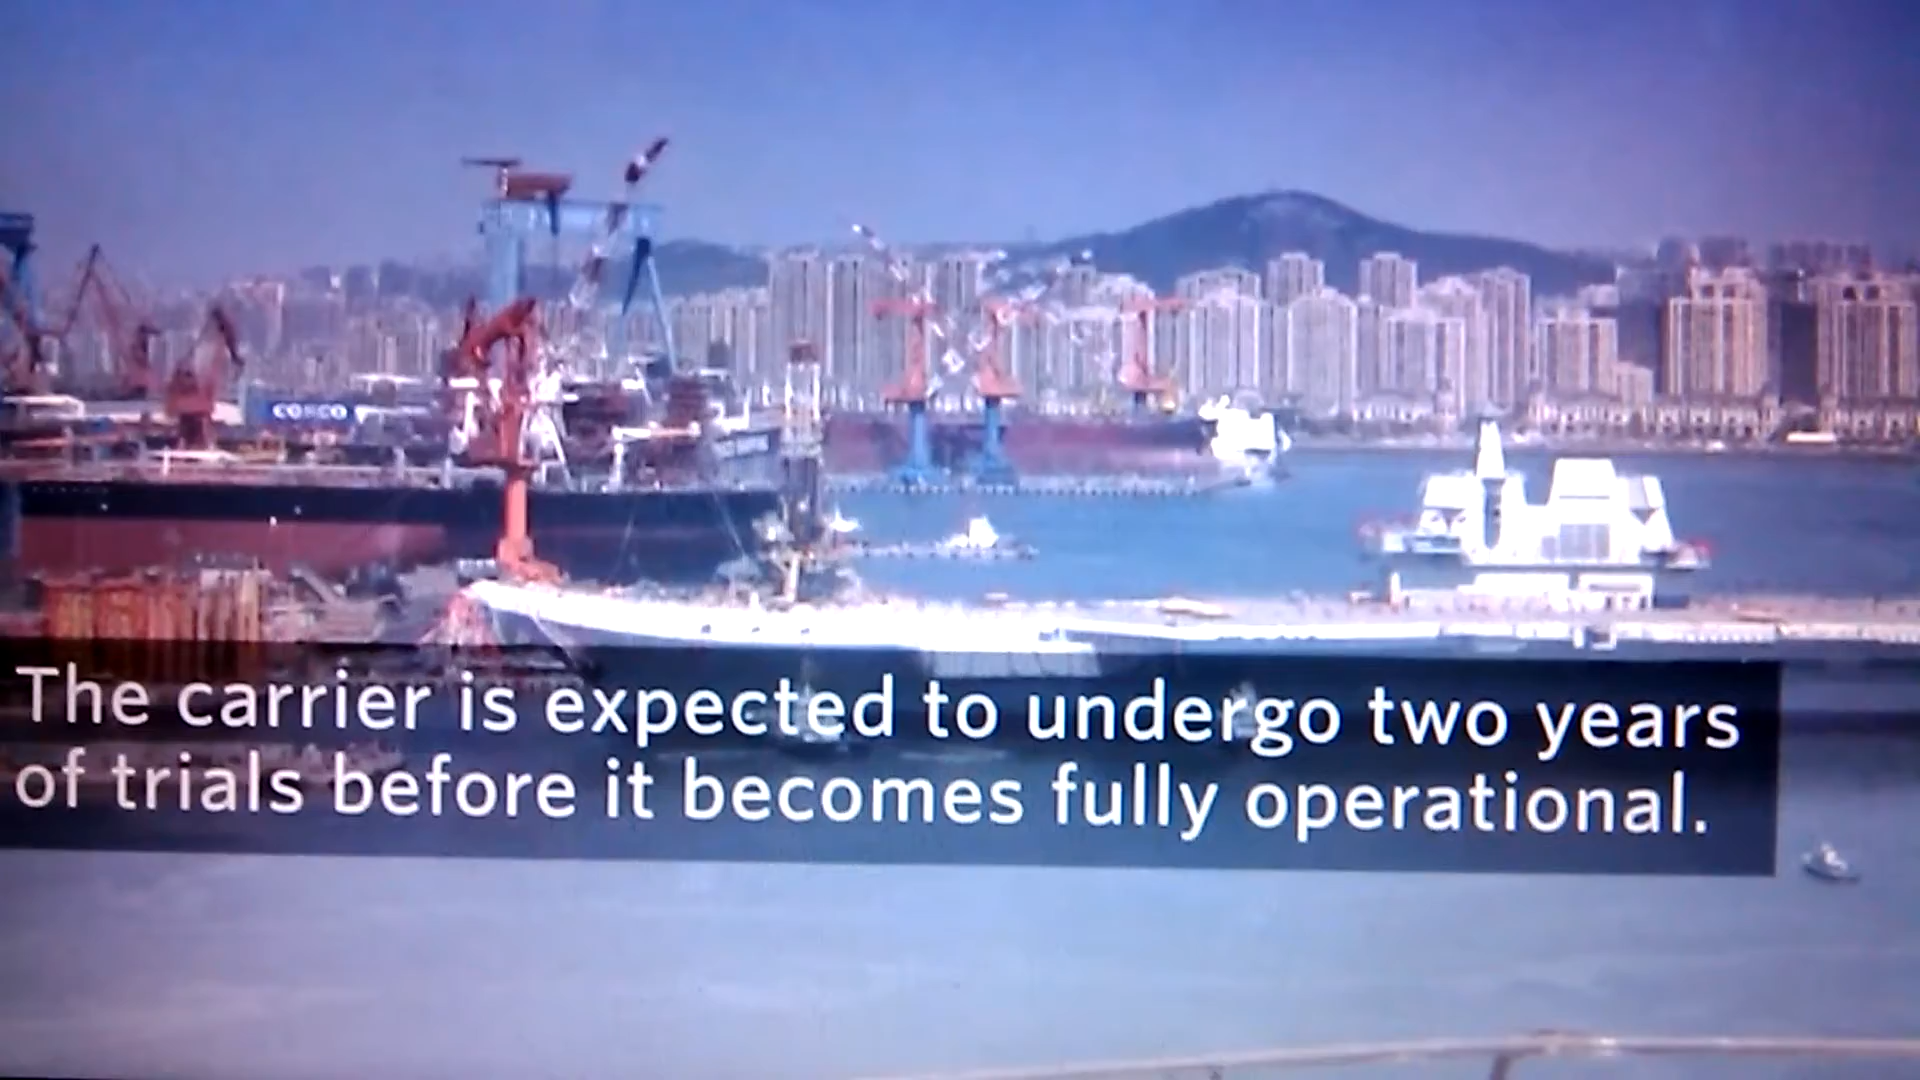 COSCO
The carrier is expected to undergo two years
of trials before it becomes fully operational.